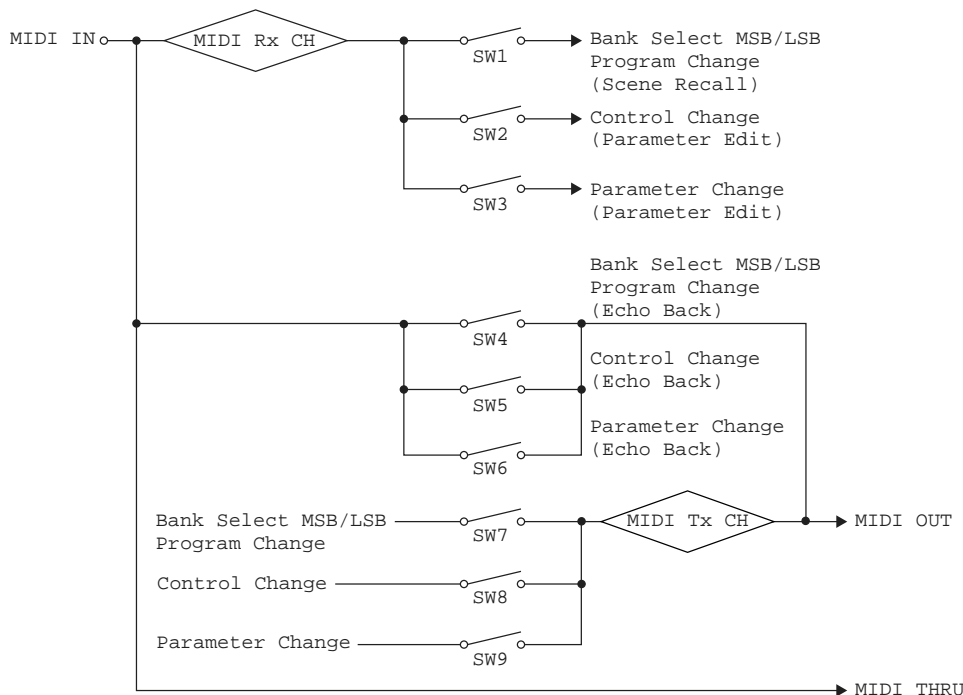 MIDI IN
MIDI Rx CH
SW1
Bank Select MSB/LSB
Program Change
(Scene Recall)
SW2
Control Change
(Parameter Edit)
SW3
Parameter Change
(Parameter Edit)
Bank Select MSB/LSB
Program Change
(Echo Back)
SW4
Control Change
(Echo Back)
SW5
Parameter Change
(Echo Back)
SW6
Bank Select MSB/LSB
Program Change
SW7
MIDI Tx CH
MIDI OUT
Control Change
SW8
Parameter Change
SW9
MIDI THRU